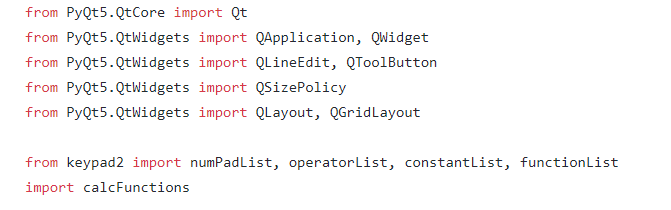 from PyQt5.QtCore import Qt
from PyQt5.QtWidgets import QApplication, QWidget
from PyQt5.QtWidgets import QLineEdit, QToolButton
from PyQt5.QtWidgets import QSizePolicy
from PyQt5.QtWidgets import QLayout, QGridLayout
from keypad2 import numPadList, operatorList, constantList, functionList
import calcFunctions